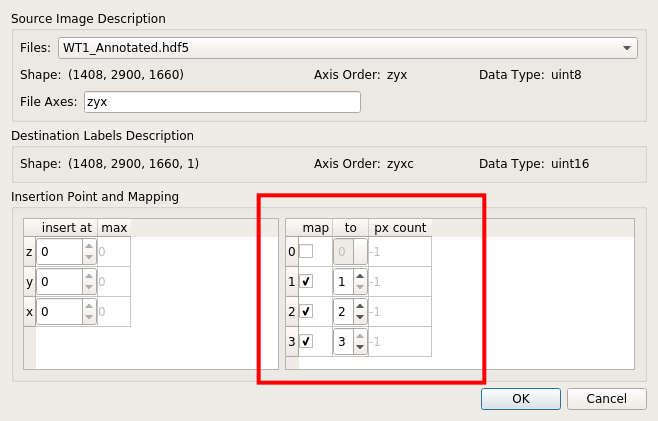 Source Image Description
Files: WT1_Annotated.hdf5
Shape: (1408, 2900, 1660) Axis Order: zyx Data Type: uint8
File Axes: zyx
Destination Labels Description
Shape: (1408, 2900, 1660, 1) Axis Order: zyxc Data Type: uint16
Insertion Point and Mapping
insert at max
z 0 0
y 0 0
x 0 0
map to px count
0 0 -1
1 1 -1
2 2 -1
3 3 -1
OK Cancel